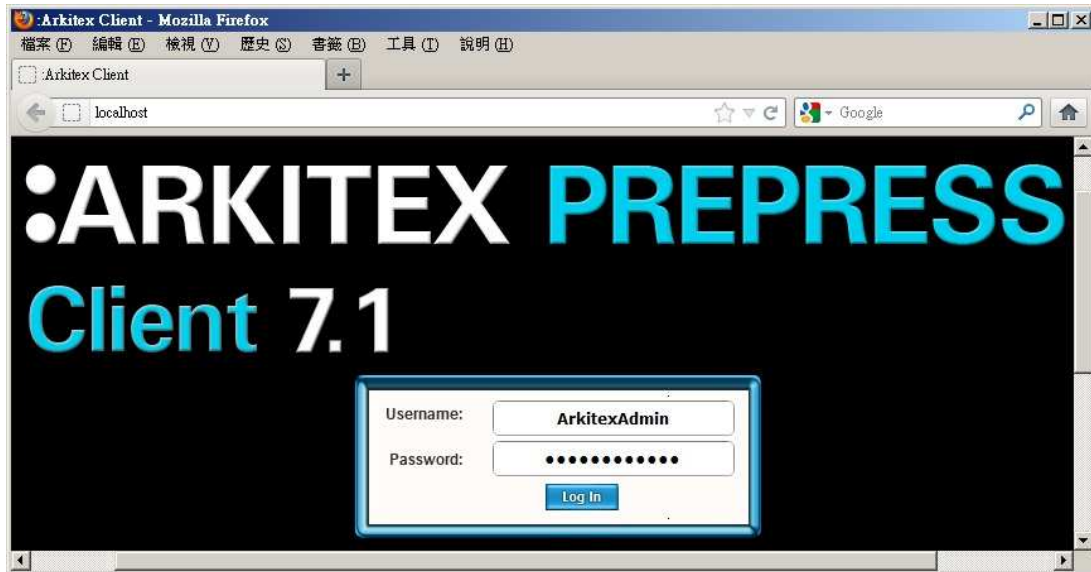 :Arkitex Client - Mozilla Firefox
檔案(F) 編輯(E) 檢視(V) 歷史(S) 書籤(B) 工具(T) 說明(H)
:Arkitex Client
localhost
Google
:ARKITEX PREPRESS
Client 7.1
Username: ArkitexAdmin
Password: ●●●●●●●●●●●●
Log In